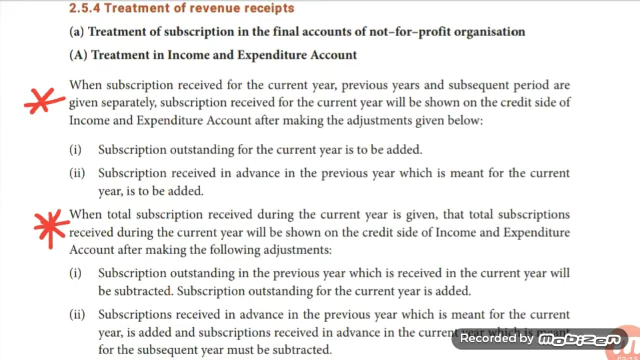 2.5.4 Treatment of revenue receipts
(a) Treatment of subscription in the final accounts of not–for–profit organisation
(A) Treatment in Income and Expenditure Account
When subscription received for the current year, previous years and subsequent period are
given separately, subscription received for the current year will be shown on the credit side of
Income and Expenditure Account after making the adjustments given below:
(i) Subscription outstanding for the current year is to be added.
(ii) Subscription received in advance in the previous year which is meant for the current
year, is to be added.
When total subscription received during the current year is given, that total subscriptions
received during the current year will be shown on the credit side of Income and Expenditure
Account after making the following adjustments:
(i) Subscription outstanding in the previous year which is received in the current year will
be subtracted. Subscription outstanding for the current year is added.
(ii) Subscriptions received in advance in the previous year which is meant for the current
year, is added and subscriptions received in advance in the current year which is meant
for the subsequent year must be subtracted.
Recorded by mobizen